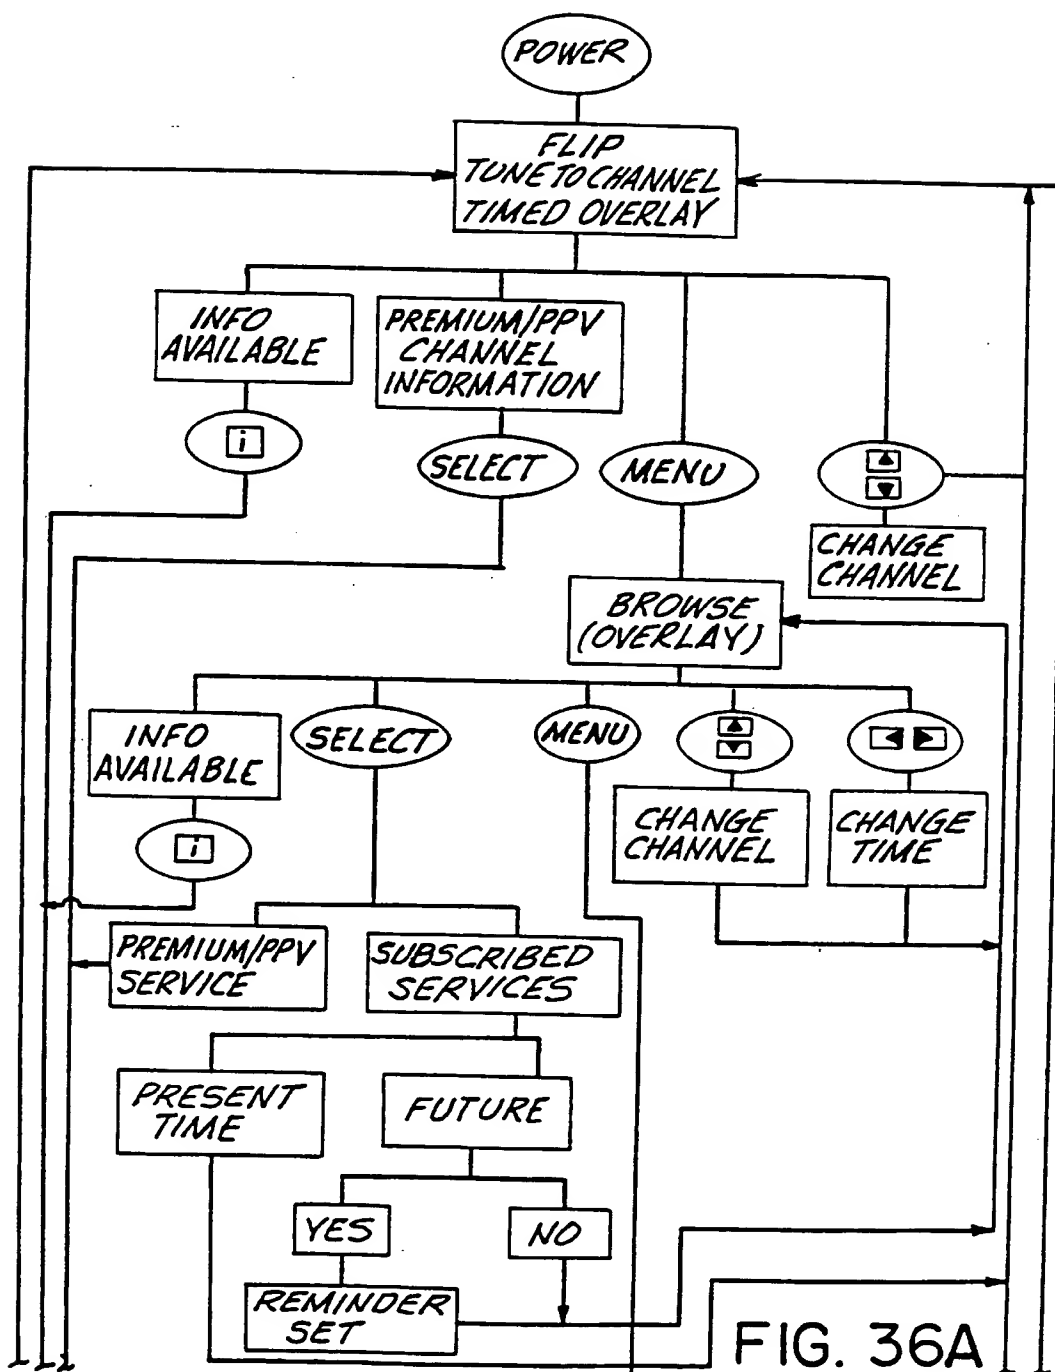 POWER
FLIP
TUNE TO CHANNEL
TIMED OVERLAY
INFO
AVAILABLE
PREMIUM/PPV
CHANNEL
INFORMATION
i
SELECT
MENU
CHANGE
CHANNEL
BROWSE
(OVERLAY)
INFO
AVAILABLE
SELECT
MENU
CHANGE
CHANNEL
CHANGE
TIME
i
PREMIUM/PPV
SERVICE
SUBSCRIBED
SERVICES
PRESENT
TIME
FUTURE
YES
NO
REMINDER
SET
FIG. 36A